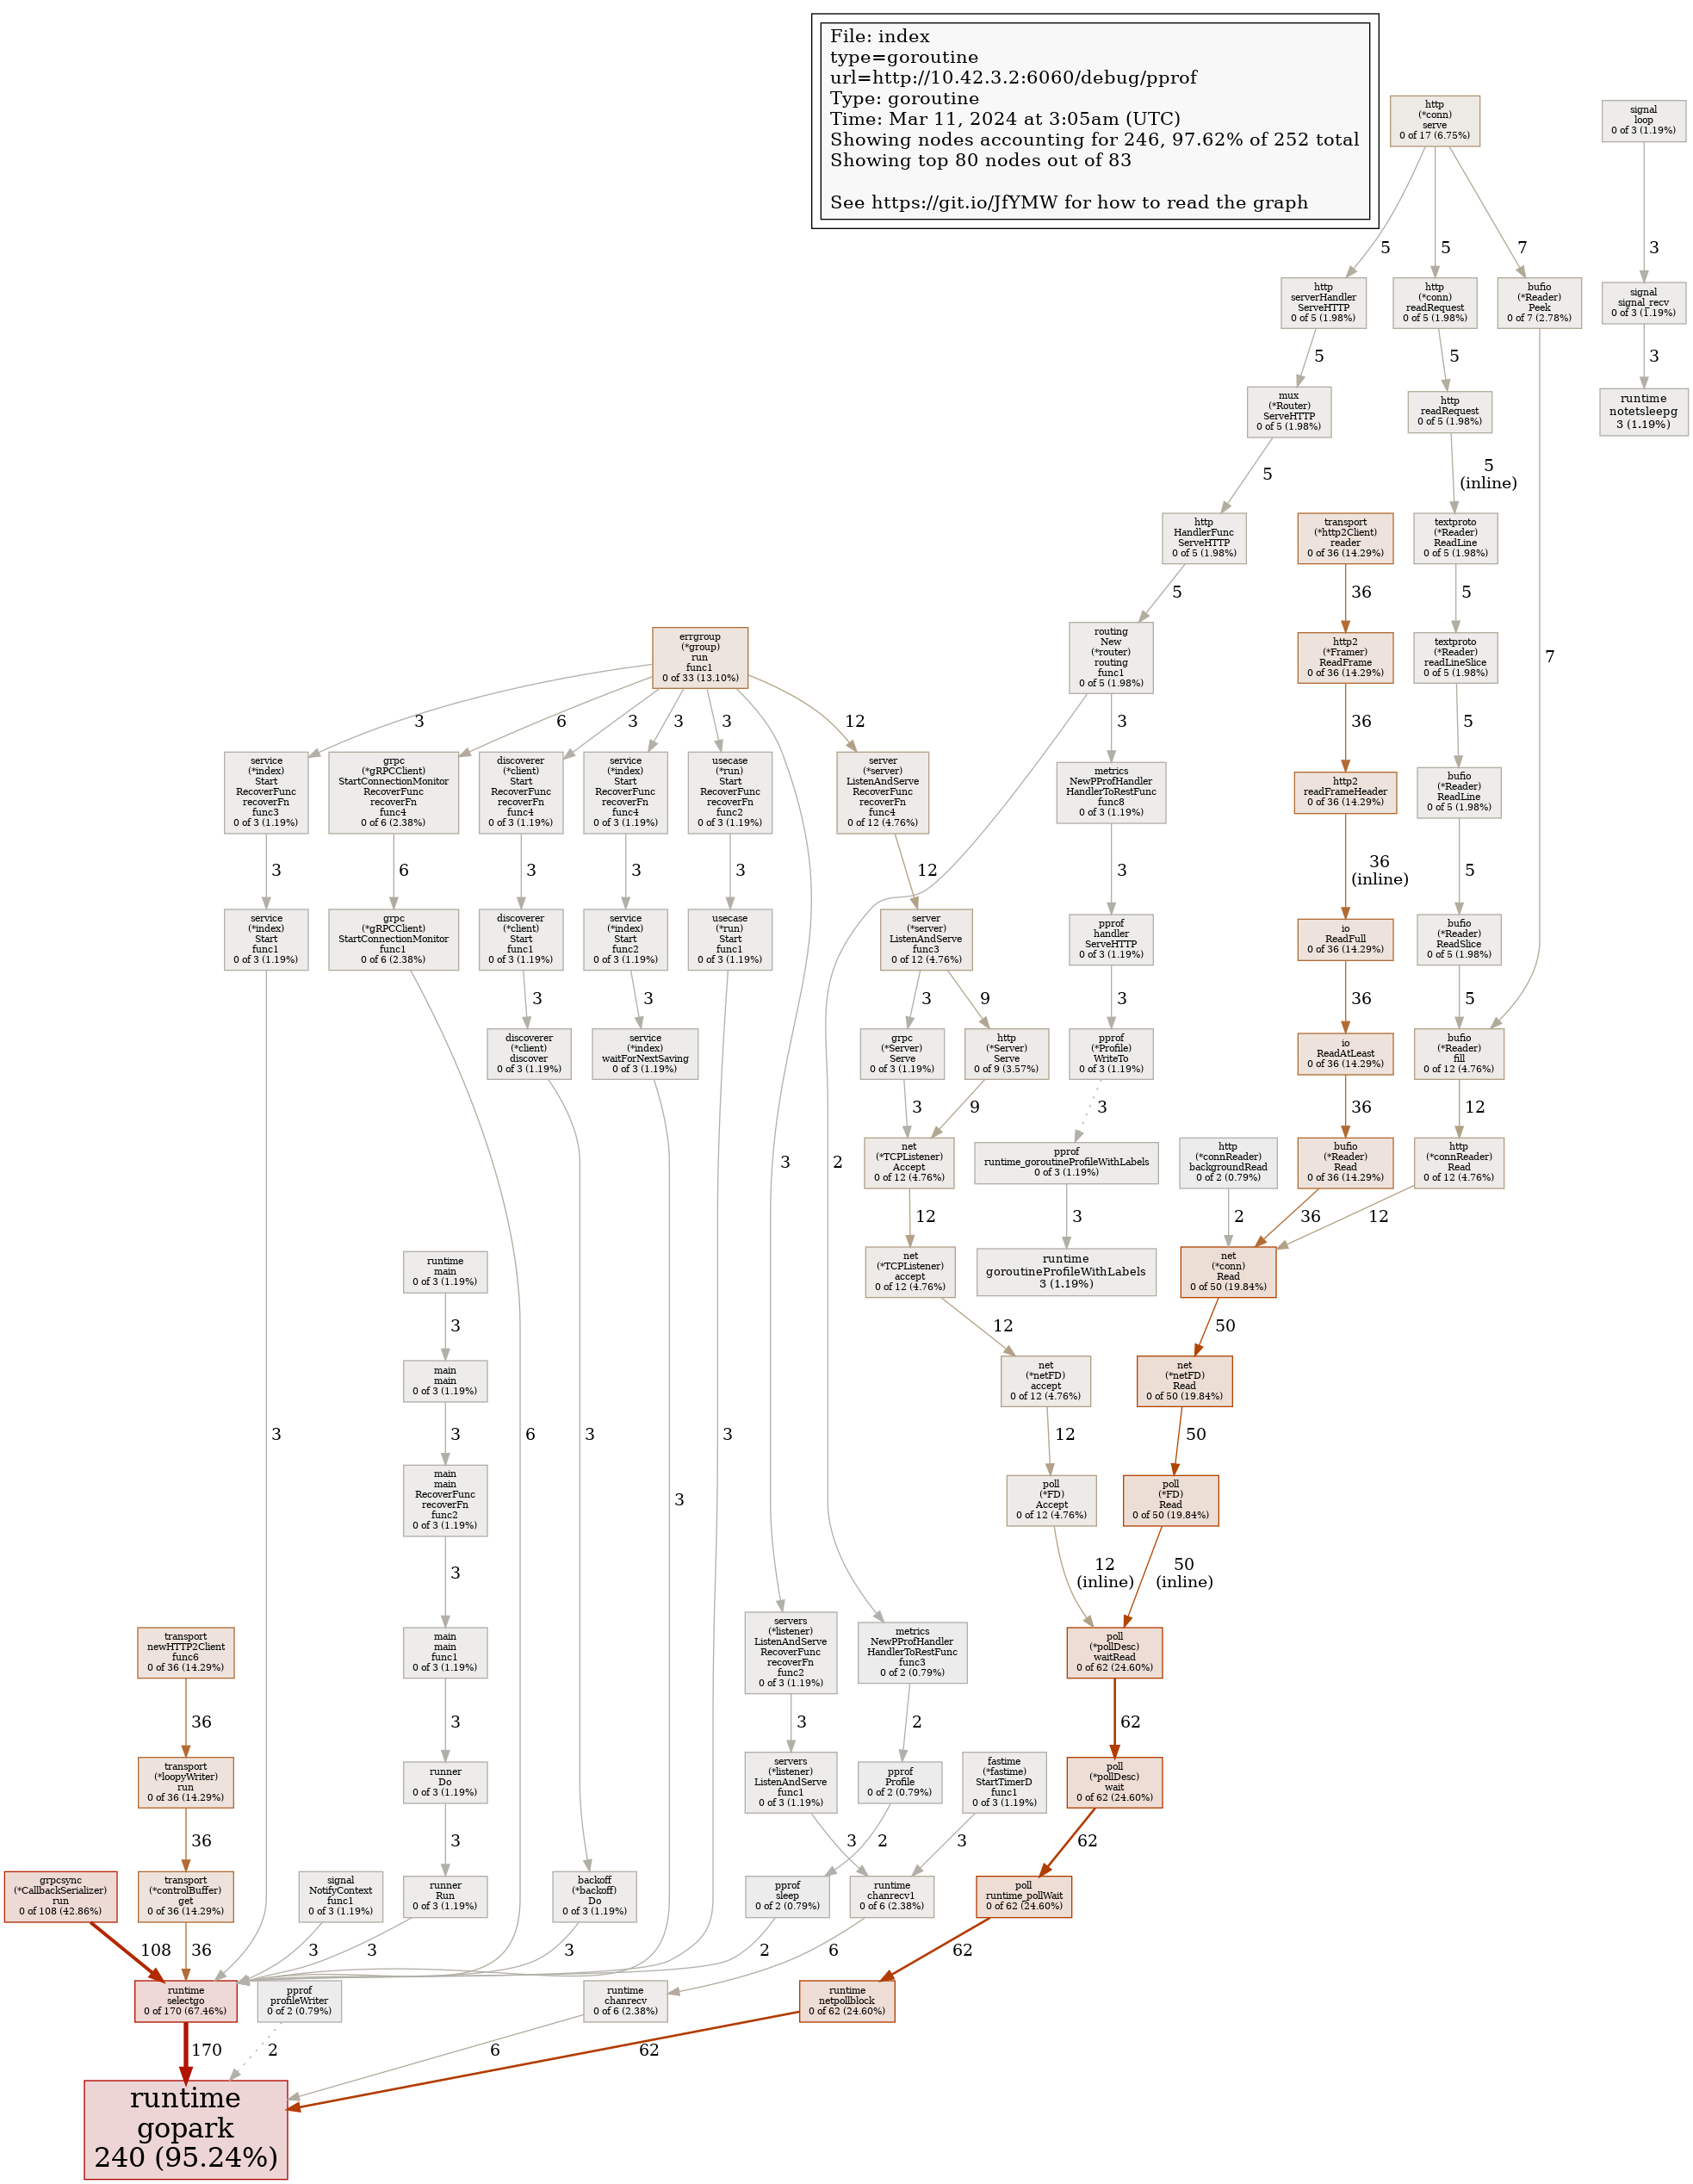 File: index
type=goroutine
url=http://10.42.3.2:6060/debug/pprof
Type: goroutine
Time: Mar 11, 2024 at 3:05am (UTC)
Showing nodes accounting for 246, 97.62% of 252 total
Showing top 80 nodes out of 83
See https://git.io/JfYMW for how to read the graph
http
(*conn)
serve
0 of 17 (6.75%)
signal
loop
0 of 3 (1.19%)
5
5
7
3
http
serverHandler
ServeHTTP
0 of 5 (1.98%)
http
(*conn)
readRequest
0 of 5 (1.98%)
bufio
(*Reader)
Peek
0 of 7 (2.78%)
signal
signal_recv
0 of 3 (1.19%)
5
5
3
mux
(*Router)
ServeHTTP
0 of 5 (1.98%)
http
readRequest
0 of 5 (1.98%)
runtime
notetsleepg
3 (1.19%)
5
5
(inline)
http
HandlerFunc
ServeHTTP
0 of 5 (1.98%)
transport
(*http2Client)
reader
0 of 36 (14.29%)
textproto
(*Reader)
ReadLine
0 of 5 (1.98%)
5
36
5
7
errgroup
(*group)
run
func1
0 of 33 (13.10%)
routing
New
(*router)
routing
func1
0 of 5 (1.98%)
http2
(*Framer)
ReadFrame
0 of 36 (14.29%)
textproto
(*Reader)
readLineSlice
0 of 5 (1.98%)
3
6
3
3
3
12
3
36
5
service
(*index)
Start
RecoverFunc
recoverFn
func3
0 of 3 (1.19%)
grpc
(*gRPCClient)
StartConnectionMonitor
RecoverFunc
recoverFn
func4
0 of 6 (2.38%)
discoverer
(*client)
Start
RecoverFunc
recoverFn
func4
0 of 3 (1.19%)
service
(*index)
Start
RecoverFunc
recoverFn
func4
0 of 3 (1.19%)
usecase
(*run)
Start
RecoverFunc
recoverFn
func2
0 of 3 (1.19%)
server
(*server)
ListenAndServe
RecoverFunc
recoverFn
func4
0 of 12 (4.76%)
metrics
NewPProfHandler
HandlerToRestFunc
func8
0 of 3 (1.19%)
http2
readFrameHeader
0 of 36 (14.29%)
bufio
(*Reader)
ReadLine
0 of 5 (1.98%)
3
6
3
3
3
12
3
36
(inline)
5
service
(*index)
Start
func1
0 of 3 (1.19%)
grpc
(*gRPCClient)
StartConnectionMonitor
func1
0 of 6 (2.38%)
discoverer
(*client)
Start
func1
0 of 3 (1.19%)
service
(*index)
Start
func2
0 of 3 (1.19%)
usecase
(*run)
Start
func1
0 of 3 (1.19%)
server
(*server)
ListenAndServe
func3
0 of 12 (4.76%)
pprof
handler
ServeHTTP
0 of 3 (1.19%)
io
ReadFull
0 of 36 (14.29%)
bufio
(*Reader)
ReadSlice
0 of 5 (1.98%)
3
3
3
9
3
36
5
discoverer
(*client)
discover
0 of 3 (1.19%)
service
(*index)
waitForNextSaving
0 of 3 (1.19%)
grpc
(*Server)
Serve
0 of 3 (1.19%)
http
(*Server)
Serve
0 of 9 (3.57%)
pprof
(*Profile)
WriteTo
0 of 3 (1.19%)
io
ReadAtLeast
0 of 36 (14.29%)
bufio
(*Reader)
fill
0 of 12 (4.76%)
3
9
3
36
12
3
2
net
(*TCPListener)
Accept
0 of 12 (4.76%)
pprof
runtime_goroutineProfileWithLabels
0 of 3 (1.19%)
http
(*connReader)
backgroundRead
0 of 2 (0.79%)
bufio
(*Reader)
Read
0 of 36 (14.29%)
http
(*connReader)
Read
0 of 12 (4.76%)
12
3
2
36
12
runtime
main
0 of 3 (1.19%)
net
(*TCPListener)
accept
0 of 12 (4.76%)
runtime
goroutineProfileWithLabels
3 (1.19%)
net
(*conn)
Read
0 of 50 (19.84%)
3
12
50
main
main
0 of 3 (1.19%)
net
(*netFD)
accept
0 of 12 (4.76%)
net
(*netFD)
Read
0 of 50 (19.84%)
3
3
6
3
3
12
50
main
main
RecoverFunc
recoverFn
func2
0 of 3 (1.19%)
3
poll
(*FD)
Accept
0 of 12 (4.76%)
poll
(*FD)
Read
0 of 50 (19.84%)
3
12
(inline)
50
(inline)
transport
newHTTP2Client
func6
0 of 36 (14.29%)
main
main
func1
0 of 3 (1.19%)
servers
(*listener)
ListenAndServe
RecoverFunc
recoverFn
func2
0 of 3 (1.19%)
metrics
NewPProfHandler
HandlerToRestFunc
func3
0 of 2 (0.79%)
poll
(*pollDesc)
waitRead
0 of 62 (24.60%)
36
3
3
2
62
transport
(*loopyWriter)
run
0 of 36 (14.29%)
runner
Do
0 of 3 (1.19%)
servers
(*listener)
ListenAndServe
func1
0 of 3 (1.19%)
pprof
Profile
0 of 2 (0.79%)
fastime
(*fastime)
StartTimerD
func1
0 of 3 (1.19%)
poll
(*pollDesc)
wait
0 of 62 (24.60%)
36
3
3
2
3
62
grpcsync
(*CallbackSerializer)
run
0 of 108 (42.86%)
transport
(*controlBuffer)
get
0 of 36 (14.29%)
signal
NotifyContext
func1
0 of 3 (1.19%)
runner
Run
0 of 3 (1.19%)
backoff
(*backoff)
Do
0 of 3 (1.19%)
pprof
sleep
0 of 2 (0.79%)
runtime
chanrecv1
0 of 6 (2.38%)
poll
runtime_pollWait
0 of 62 (24.60%)
108
36
3
3
3
2
6
62
runtime
selectgo
0 of 170 (67.46%)
pprof
profileWriter
0 of 2 (0.79%)
runtime
chanrecv
0 of 6 (2.38%)
runtime
netpollblock
0 of 62 (24.60%)
170
2
6
62
runtime
gopark
240 (95.24%)